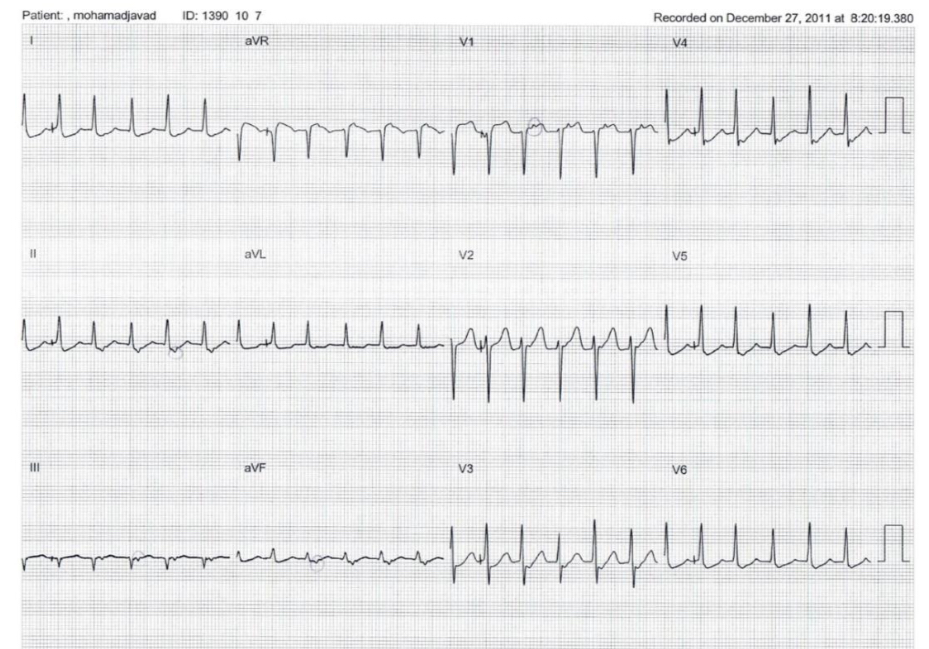 Patient: , mohamadjavad ID: 1390 10 7
Recorded on December 27, 2011 at 8:20:19.380
I aVR V1 V4
II aVL V2 V5
III aVF V3 V6